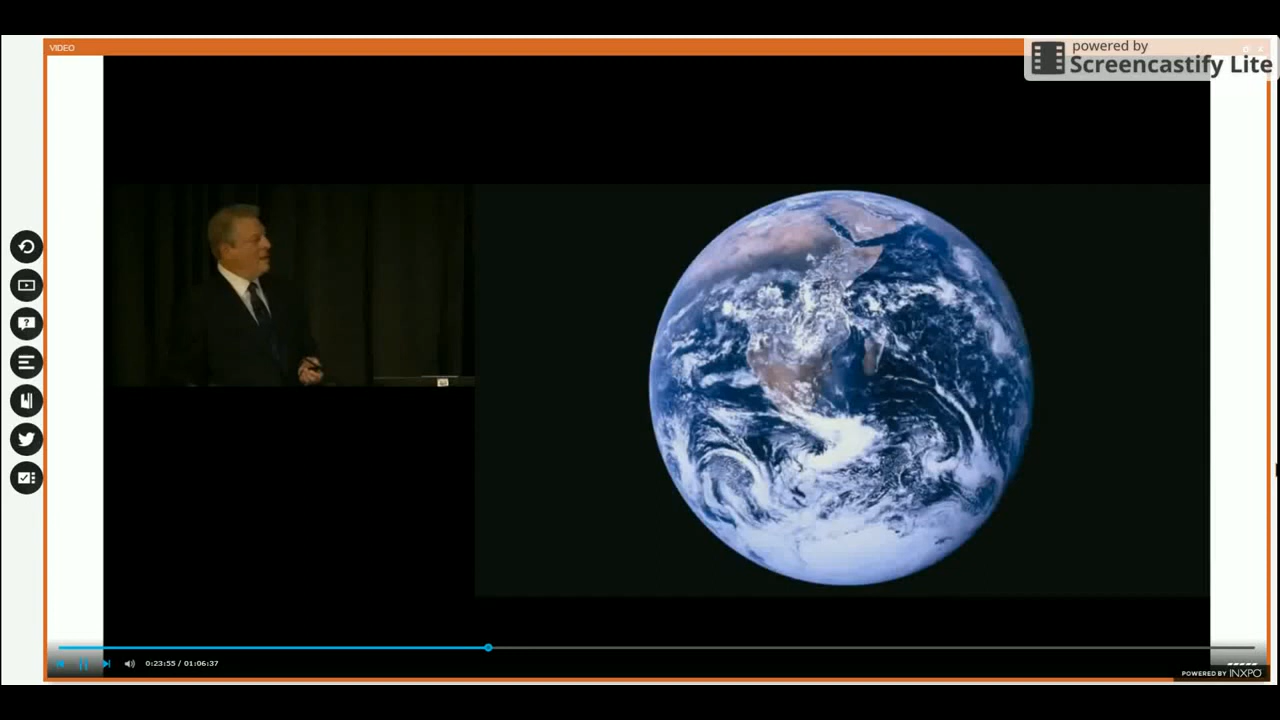 VIDEO
powered by
Screencastify Lite
0:23:55 / 01:06:37
POWERED BY INXPO